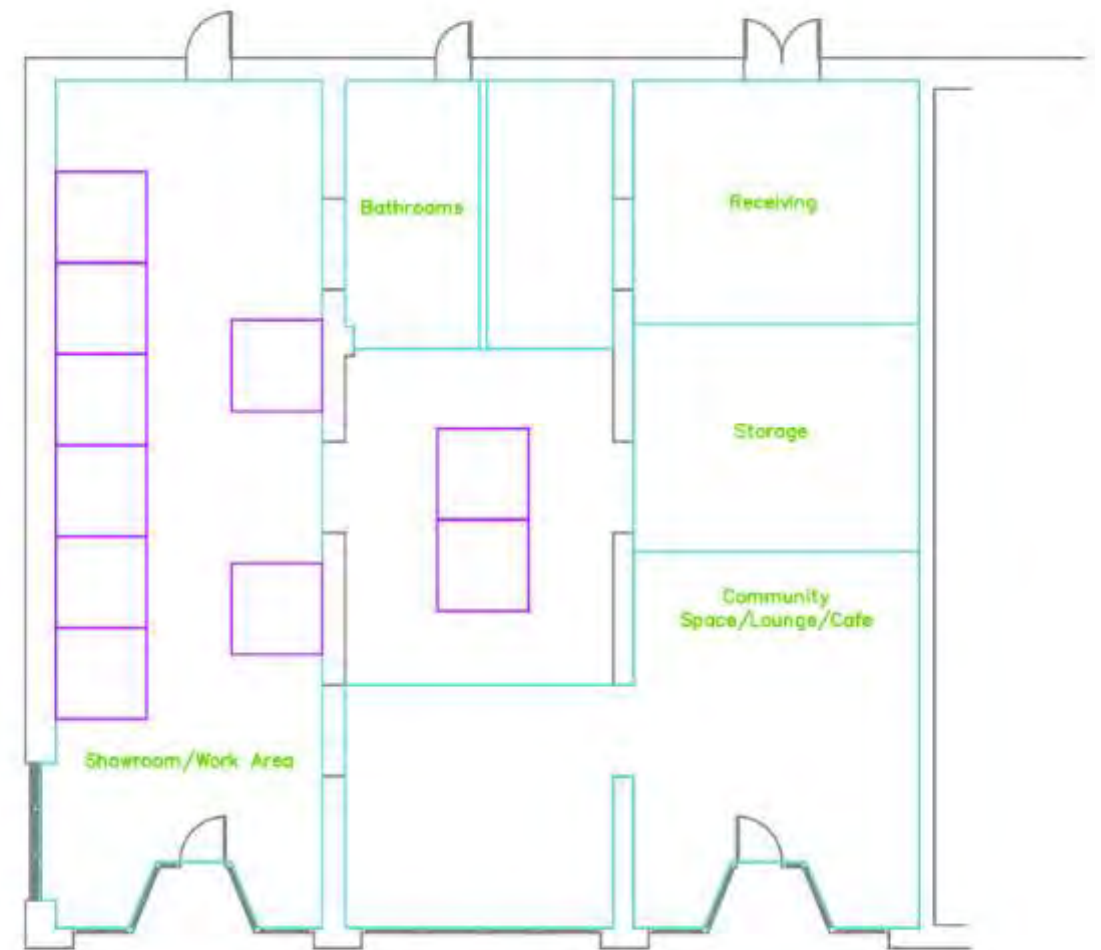 Bathrooms
Receiving
Storage
Community
Space/Lounge/Cafe
Showroom/Work Area